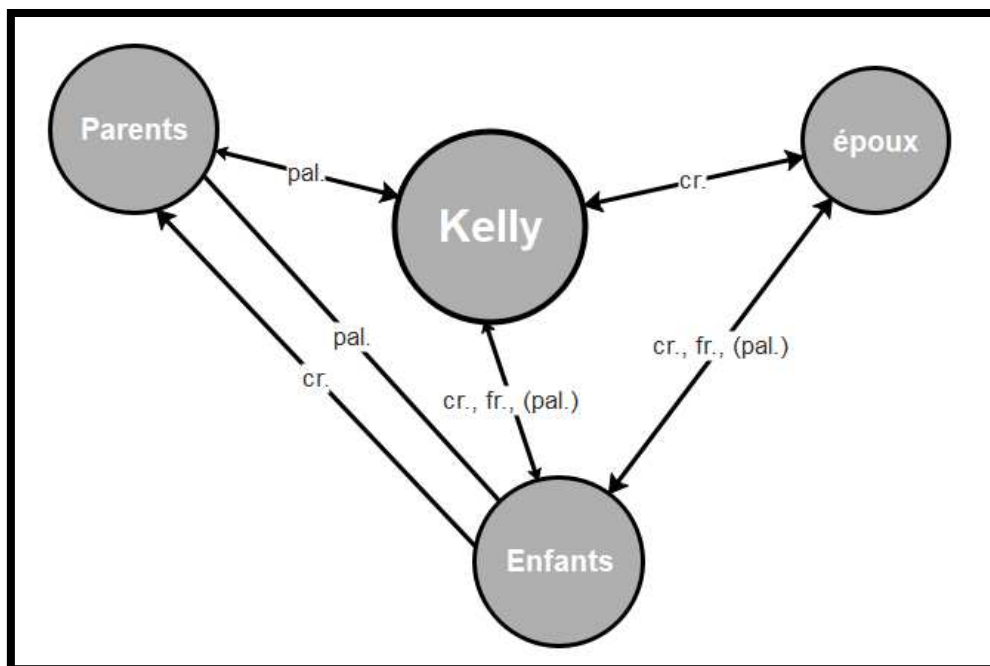 Parents
époux
pal.
cr.
Kelly
pal.
cr., fr., (pal.)
cr.
cr., fr., (pal.)
Enfants